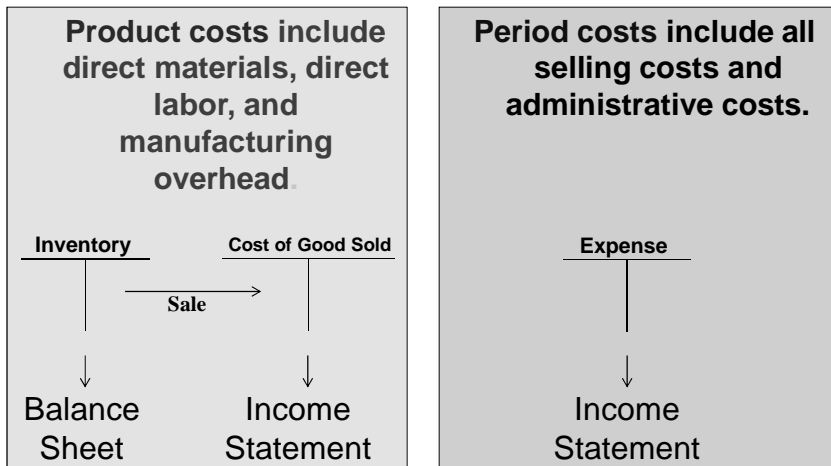 Product costs include
direct materials, direct
labor, and
manufacturing
overhead.
Inventory
Cost of Good Sold
Sale
Balance
Sheet
Income
Statement
Period costs include all
selling costs and
administrative costs.
Expense
Income
Statement